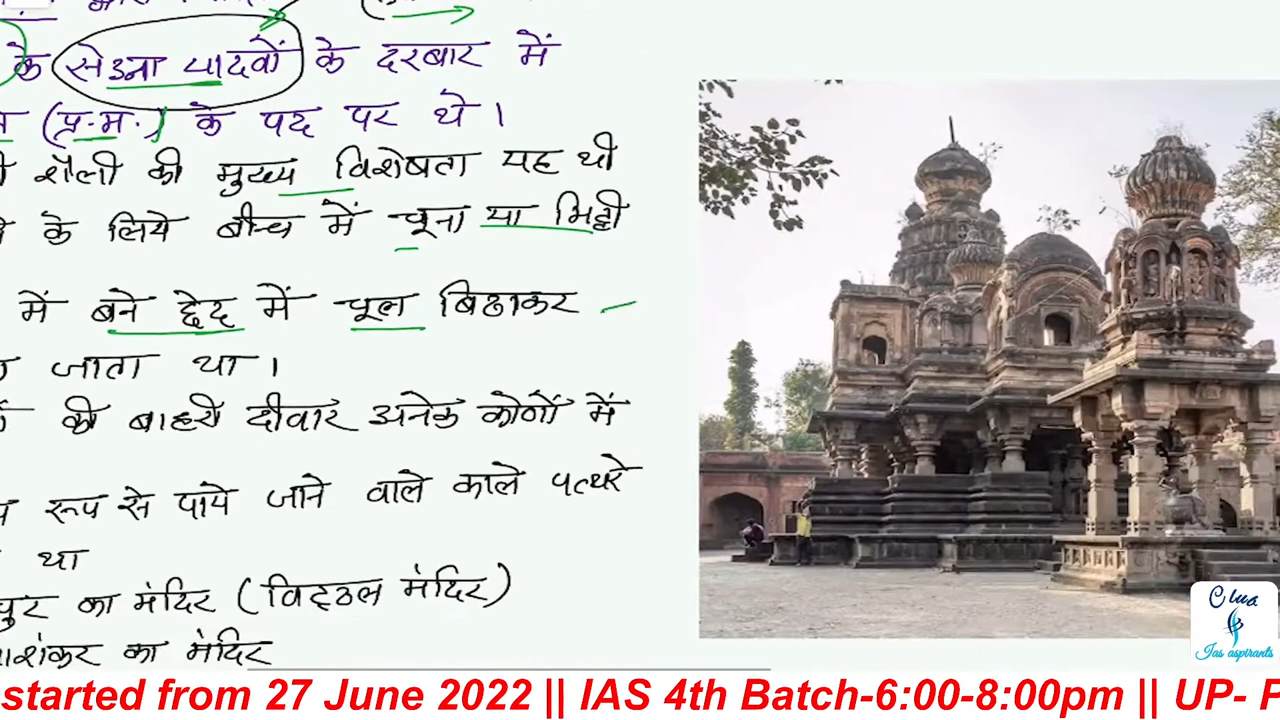 के सेउना यादवों के दरबार में
(प्र.म.) के पद पर थे।
शैली की मुख्य विशेषता यह थी
के लिये बीच में चूना या मिट्टी
में बने छेद में चूल बिठाकर
जाता था।
की बाहरी दीवार अनेक कोणों में
रूप से पाये जाने वाले काले पत्थरे
था
पुर का मंदिर (विट्ठल मंदिर)
शंकर का मंदिर
Clue
Ias aspirants
started from 27 June 2022 || IAS 4th Batch-6:00-8:00pm || UP- P